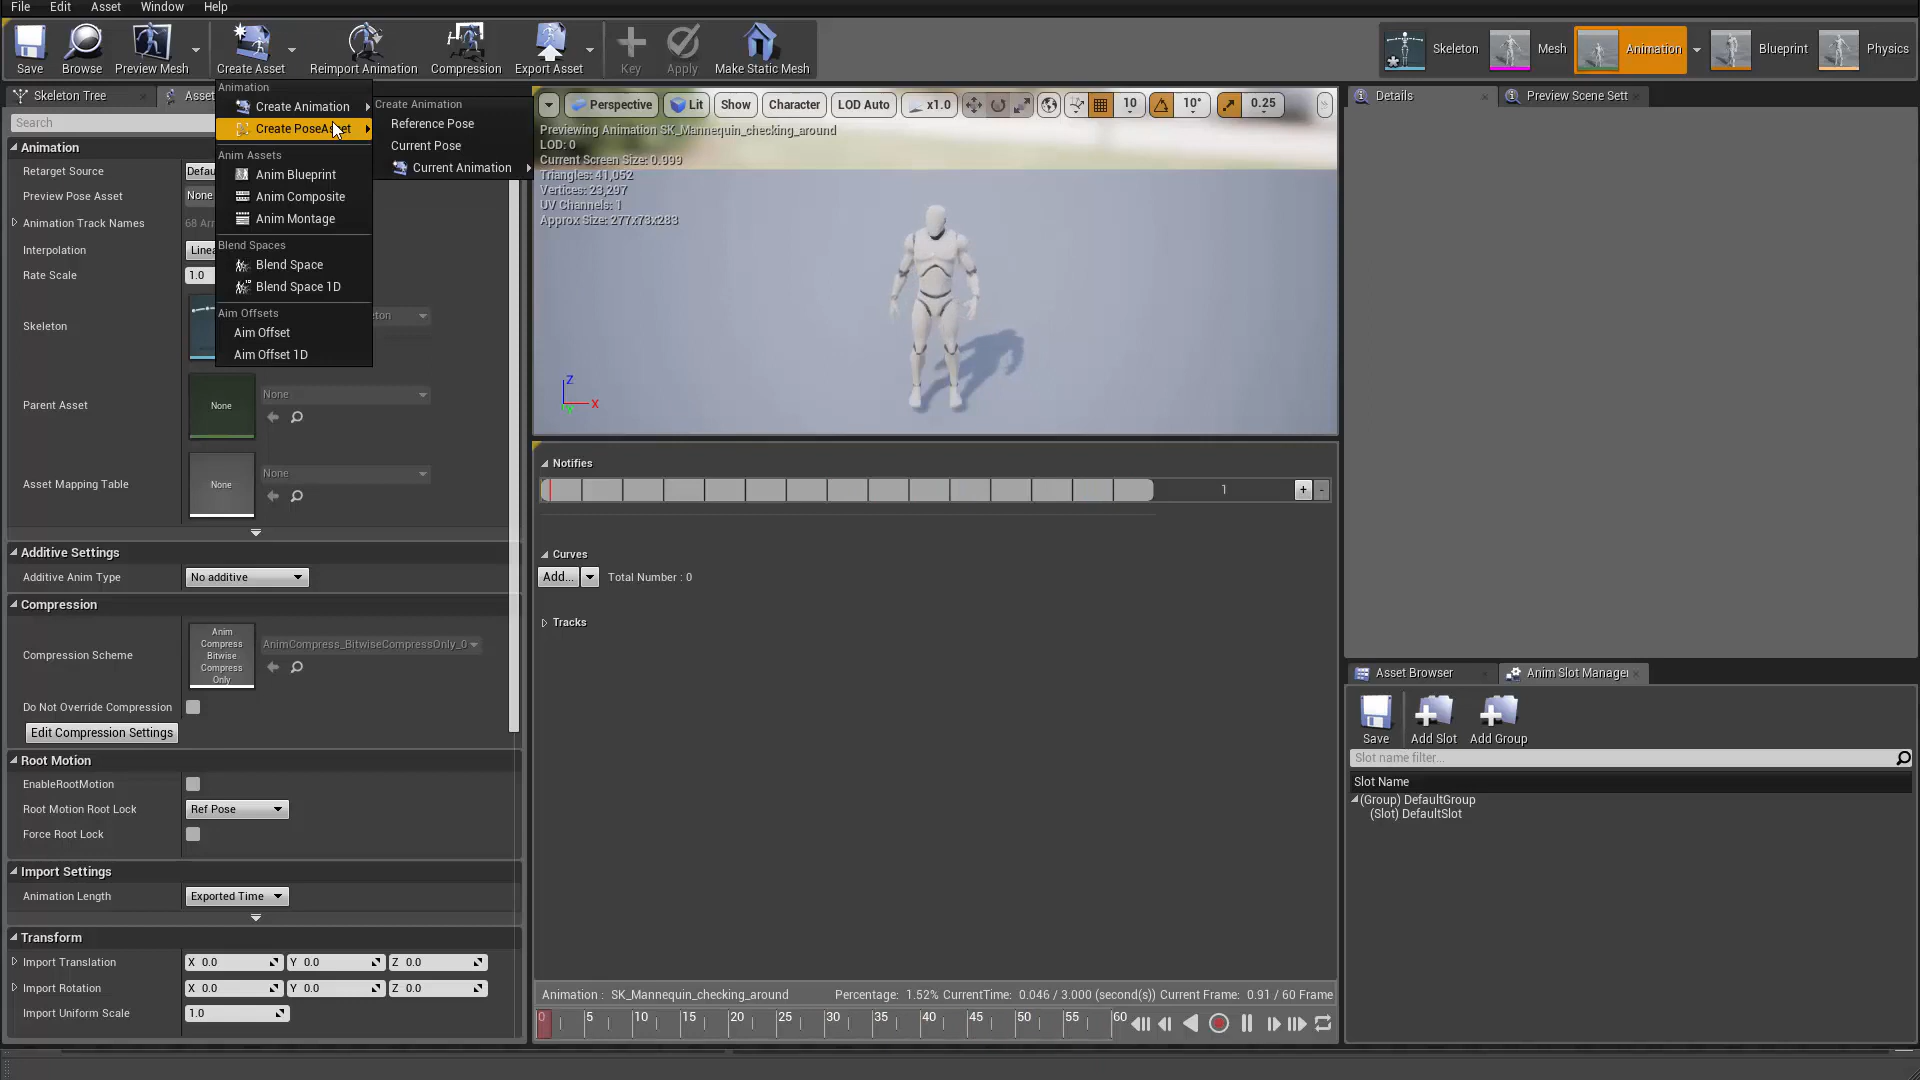 File Edit Asset Window Help
Save Browse Preview Mesh Create Asset Reimport Animation Compression Export Asset Key Apply Make Static Mesh Skeleton Mesh Animation Blueprint Physics
Skeleton Tree
Search
Animation
Retarget Source
Preview Pose Asset None
Animation Track Names
Interpolation
Rate Scale 1.0
Skeleton
Parent Asset None None
Asset Mapping Table None None
Additive Settings
Additive Anim Type No additive
Compression
Compression Scheme
Anim
Compress
Bitwise
Compress
Only
AnimCompress_BitwiseCompressOnly_0
Do Not Override Compression
Edit Compression Settings
Root Motion
EnableRootMotion
Root Motion Root Lock Ref Pose
Force Root Lock
Import Settings
Animation Length Exported Time
Transform
Import Translation X 0.0 Y 0.0 Z 0.0
Import Rotation X 0.0 Y 0.0 Z 0.0
Import Uniform Scale 1.0
Animation
Create Animation
Create PoseAsset
Anim Assets
Anim Blueprint
Anim Composite
Anim Montage
Blend Spaces
Blend Space
Blend Space 1D
Aim Offsets
Aim Offset
Aim Offset 1D
Create Animation
Reference Pose
Current Pose
Current Animation
Perspective Lit Show Character LOD Auto x1.0 10 10° 0.25
Previewing Animation SK_Mannequin_checking_around
LOD: 0
Current Screen Size: 0.999
Triangles: 41,052
Vertices: 23,297
UV Channels: 1
Approx Size: 277x73x283
Z
X
Notifies
1 + -
Curves
Add... Total Number : 0
Tracks
Animation : SK_Mannequin_checking_around Percentage: 1.52% CurrentTime: 0.046 / 3.000 (second(s)) Current Frame: 0.91 / 60 Frame
0 5 10 15 20 25 30 35 40 45 50 55 60
Details Preview Scene Sett
Asset Browser Anim Slot Manager
Save Add Slot Add Group
Slot name filter...
Slot Name
(Group) DefaultGroup
(Slot) DefaultSlot